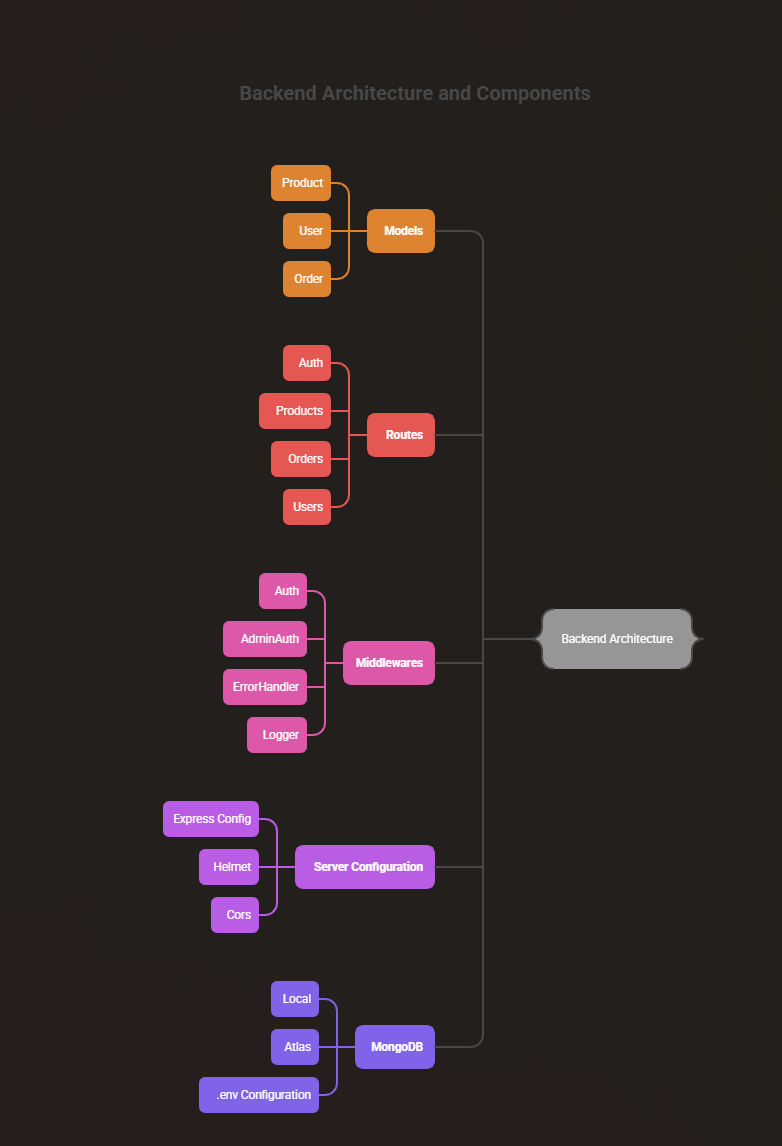 Backend Architecture and Components
Product
User
Order
Models
Auth
Products
Orders
Users
Routes
Auth
AdminAuth
ErrorHandler
Logger
Middlewares
Express Config
Helmet
Cors
Server Configuration
Local
Atlas
.env Configuration
MongoDB
Backend Architecture